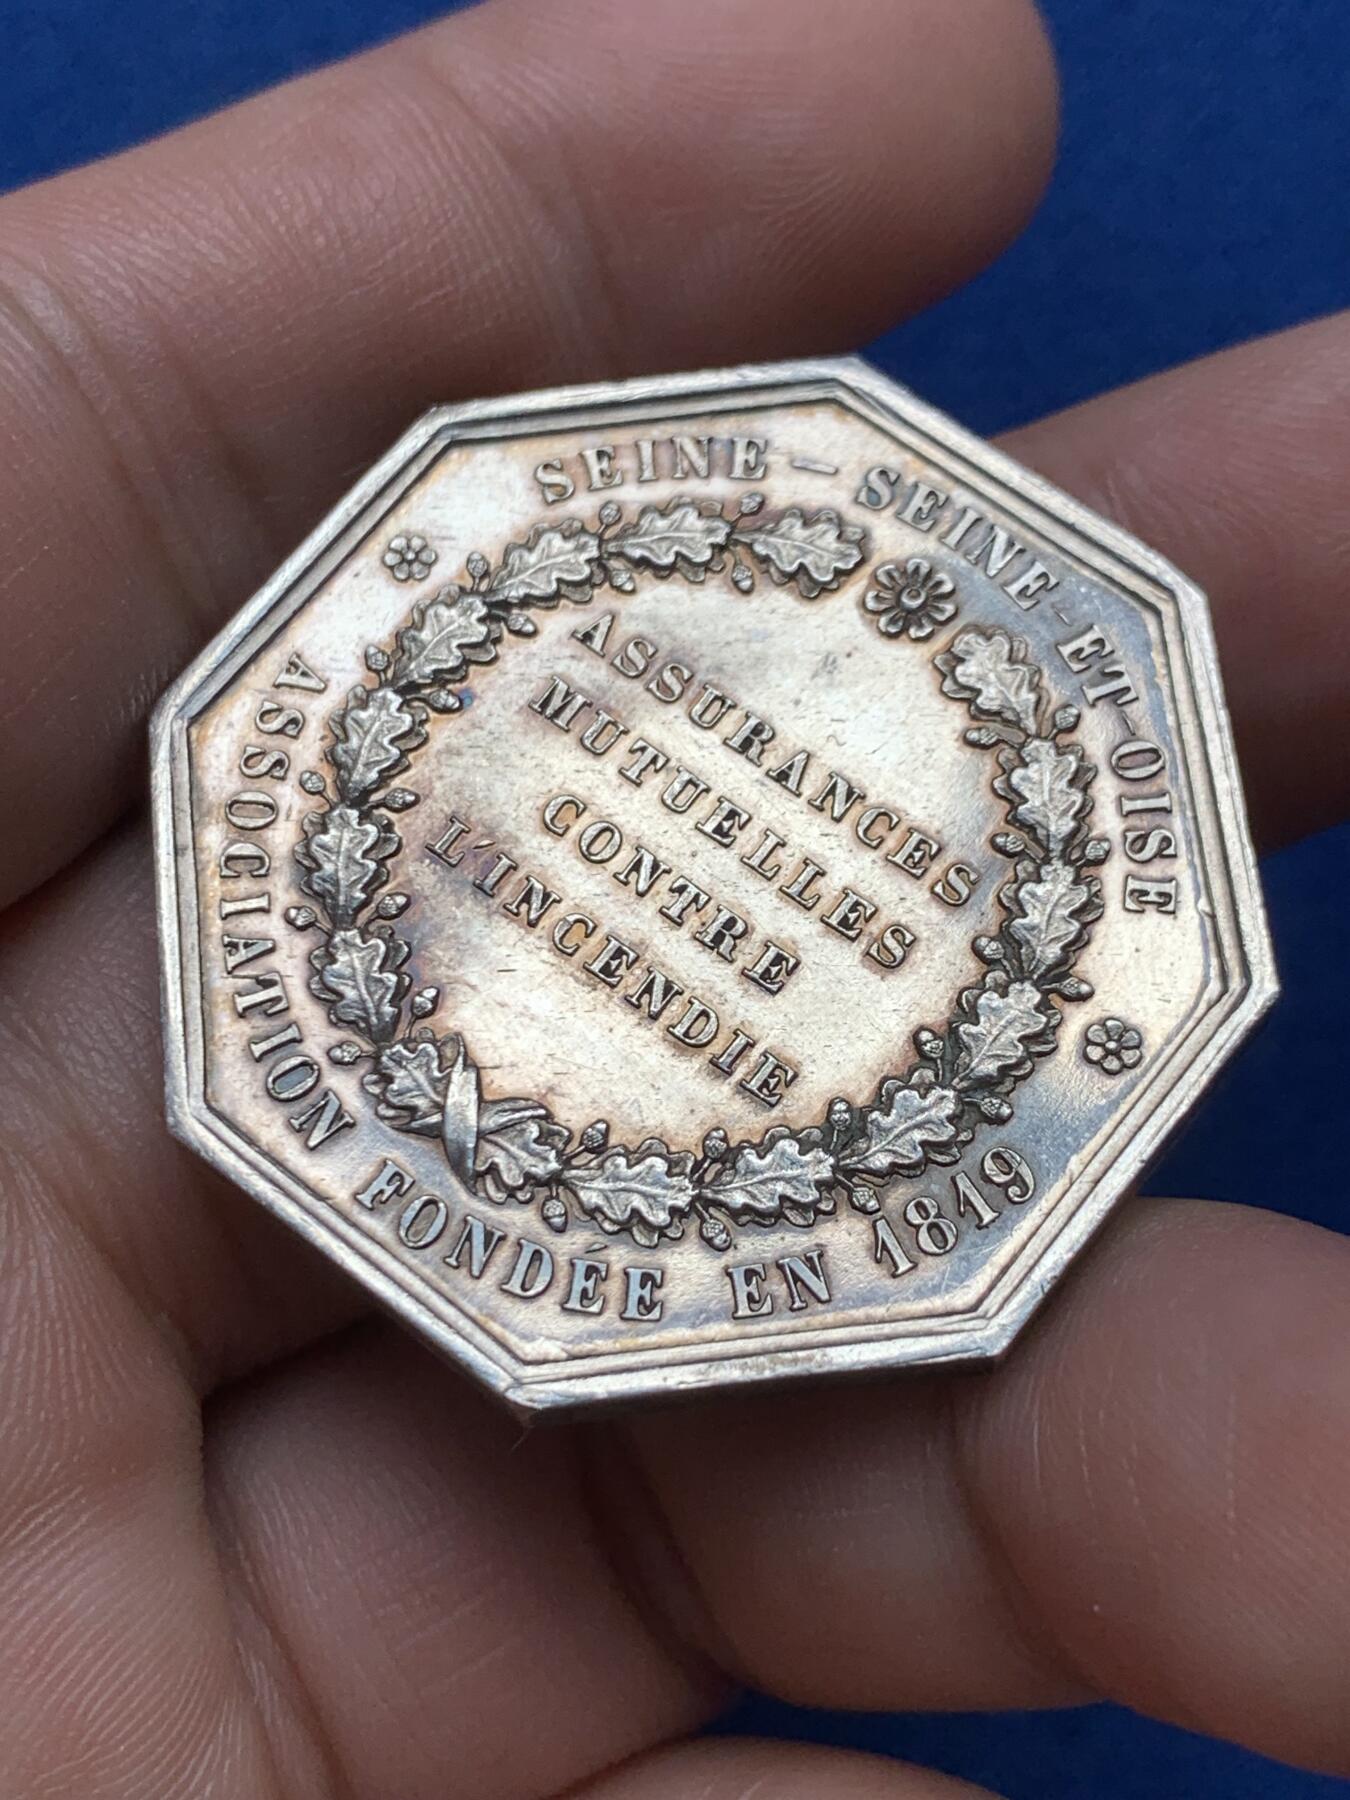 SEINE - SEINE-ET-OISE
ASSURANCES
MUTUELLES
CONTRE
L'INCENDIE
ASSOCIATION FONDÉE EN 1819